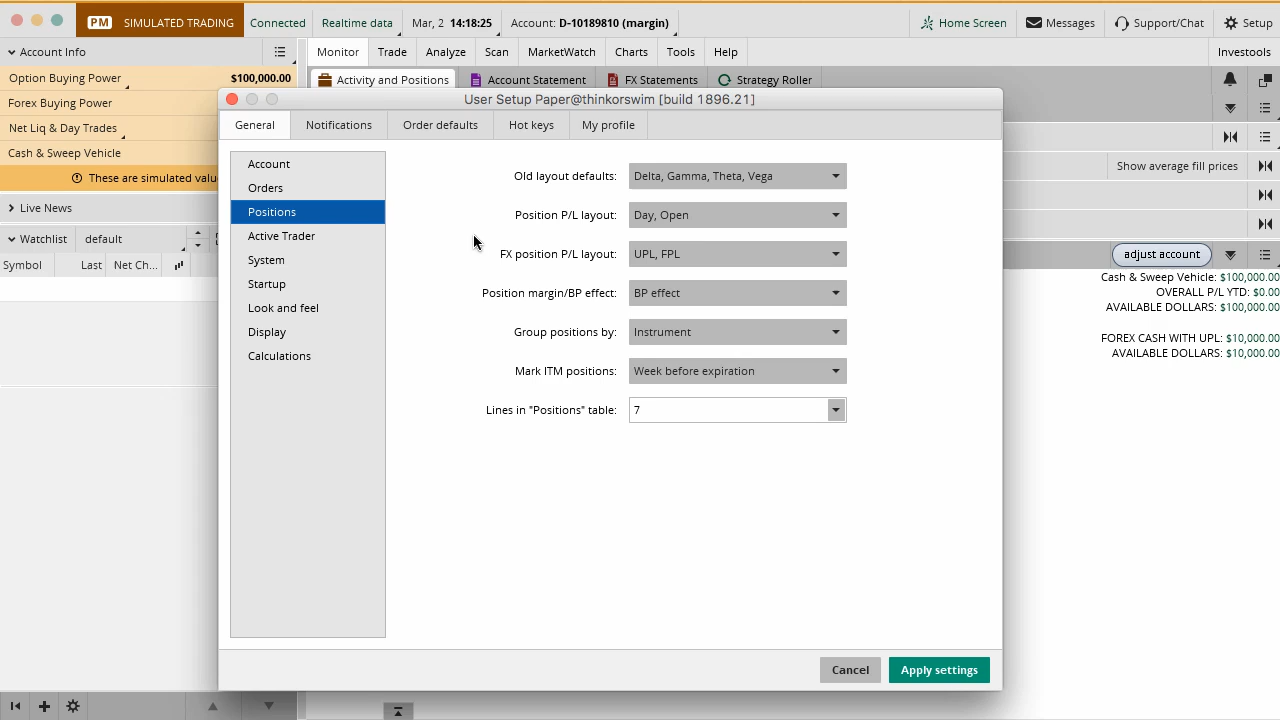 PM SIMULATED TRADING Connected Realtime data Mar, 2 14:18:25 Account: D-10189810 (margin) Home Screen Messages Support/Chat Setup
Account Info Monitor Trade Analyze Scan MarketWatch Charts Tools Help Investools
Option Buying Power $100,000.00 Activity and Positions Account Statement FX Statements Strategy Roller
Forex Buying Power
Net Liq & Day Trades
Cash & Sweep Vehicle
These are simulated valu
Live News
Watchlist default
Symbol Last Net Ch...
User Setup Paper@thinkorswim [build 1896.21]
General Notifications Order defaults Hot keys My profile
Account
Orders
Positions
Active Trader
System
Startup
Look and feel
Display
Calculations
Old layout defaults: Delta, Gamma, Theta, Vega
Position P/L layout: Day, Open
FX position P/L layout: UPL, FPL
Position margin/BP effect: BP effect
Group positions by: Instrument
Mark ITM positions: Week before expiration
Lines in "Positions" table: 7
Cancel Apply settings
Show average fill prices
adjust account
Cash & Sweep Vehicle: $100,000.00
OVERALL P/L YTD: $0.00
AVAILABLE DOLLARS: $100,000.00
FOREX CASH WITH UPL: $10,000.00
AVAILABLE DOLLARS: $10,000.00